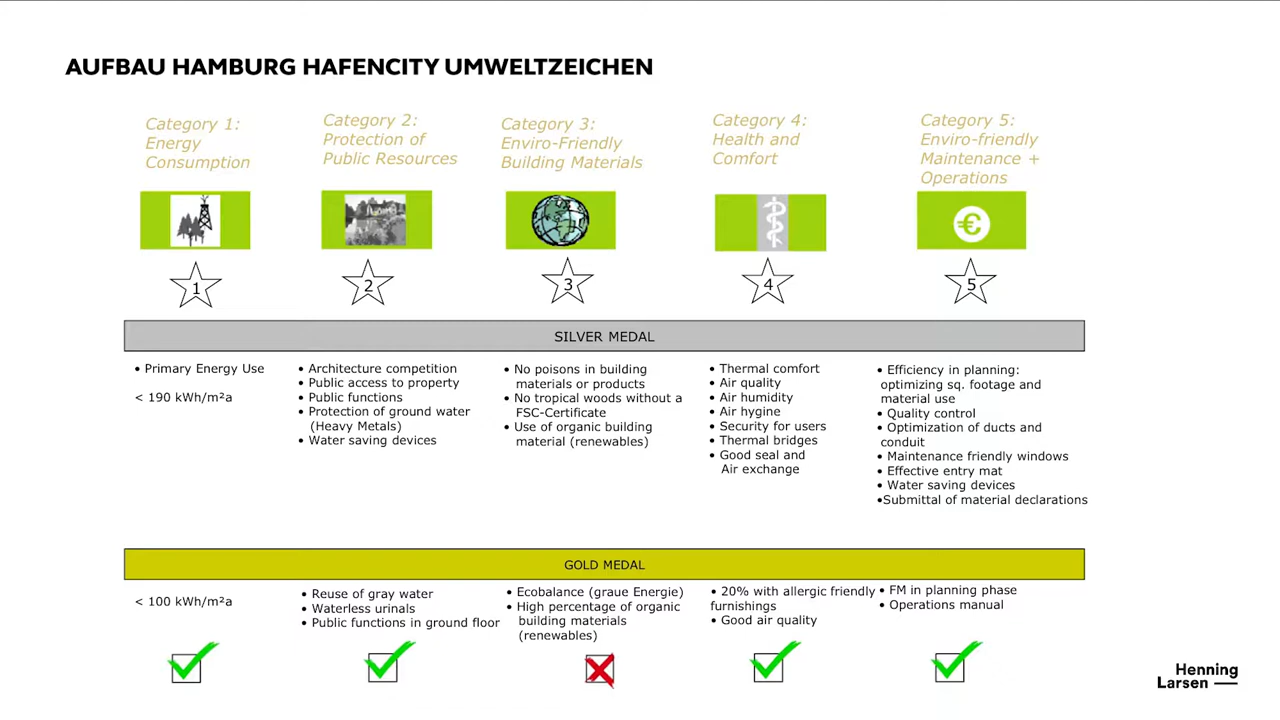 AUFBAU HAMBURG HAFENCITY UMWELTZEICHEN
Category 1:
Energy
Consumption
Category 2:
Protection of
Public Resources
Category 3:
Enviro-Friendly
Building Materials
Category 4:
Health and
Comfort
Category 5:
Enviro-friendly
Maintenance +
Operations
€
1
2
3
4
5
SILVER MEDAL
• Primary Energy Use
< 190 kWh/m²a
• Architecture competition
• Public access to property
• Public functions
• Protection of ground water
(Heavy Metals)
• Water saving devices
• No poisons in building
materials or products
• No tropical woods without a
FSC-Certificate
• Use of organic building
material (renewables)
• Thermal comfort
• Air quality
• Air humidity
• Air hygine
• Security for users
• Thermal bridges
• Good seal and
Air exchange
• Efficiency in planning:
optimizing sq. footage and
material use
• Quality control
• Optimization of ducts and
conduit
• Maintenance friendly windows
• Effective entry mat
• Water saving devices
•Submittal of material declarations
GOLD MEDAL
< 100 kWh/m²a
• Reuse of gray water
• Waterless urinals
• Public functions in ground floor
• Ecobalance (graue Energie)
• High percentage of organic
building materials
(renewables)
• 20% with allergic friendly
furnishings
• Good air quality
• FM in planning phase
• Operations manual
Henning
Larsen —